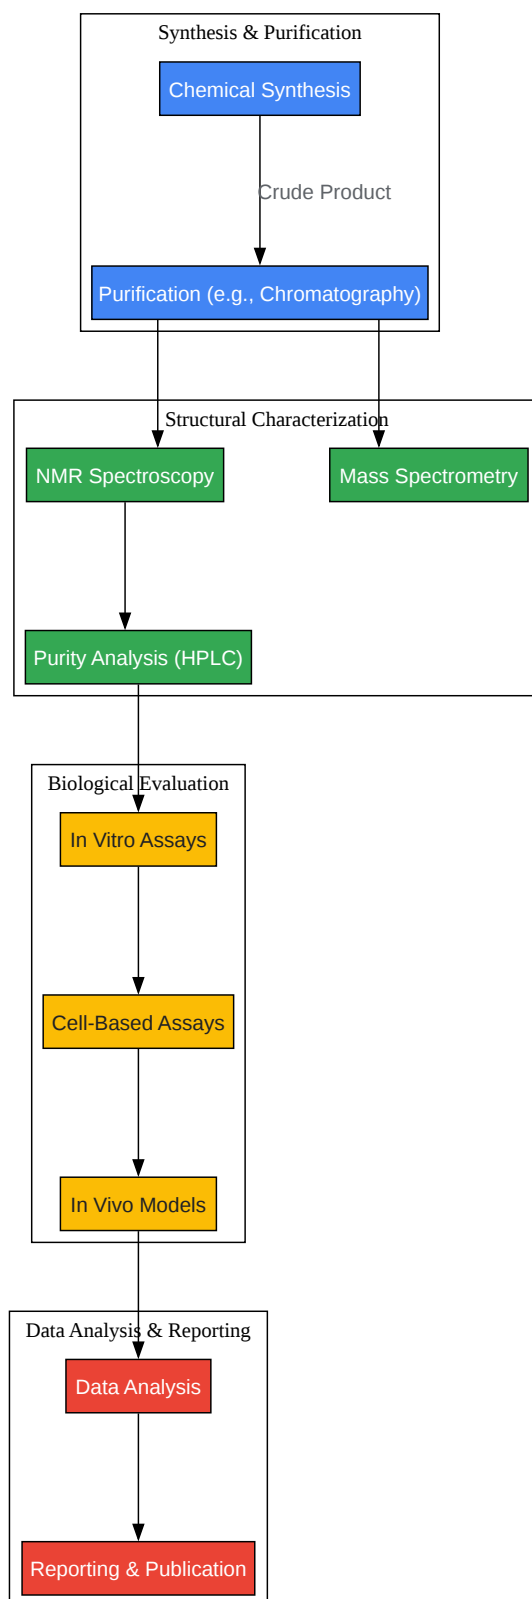 Synthesis & Purification
Chemical Synthesis
Crude Product
Purification (e.g., Chromatography)
Structural Characterization
NMR Spectroscopy
Mass Spectrometry
Purity Analysis (HPLC)
Biological Evaluation
In Vitro Assays
Cell-Based Assays
In Vivo Models
Data Analysis & Reporting
Data Analysis
Reporting & Publication